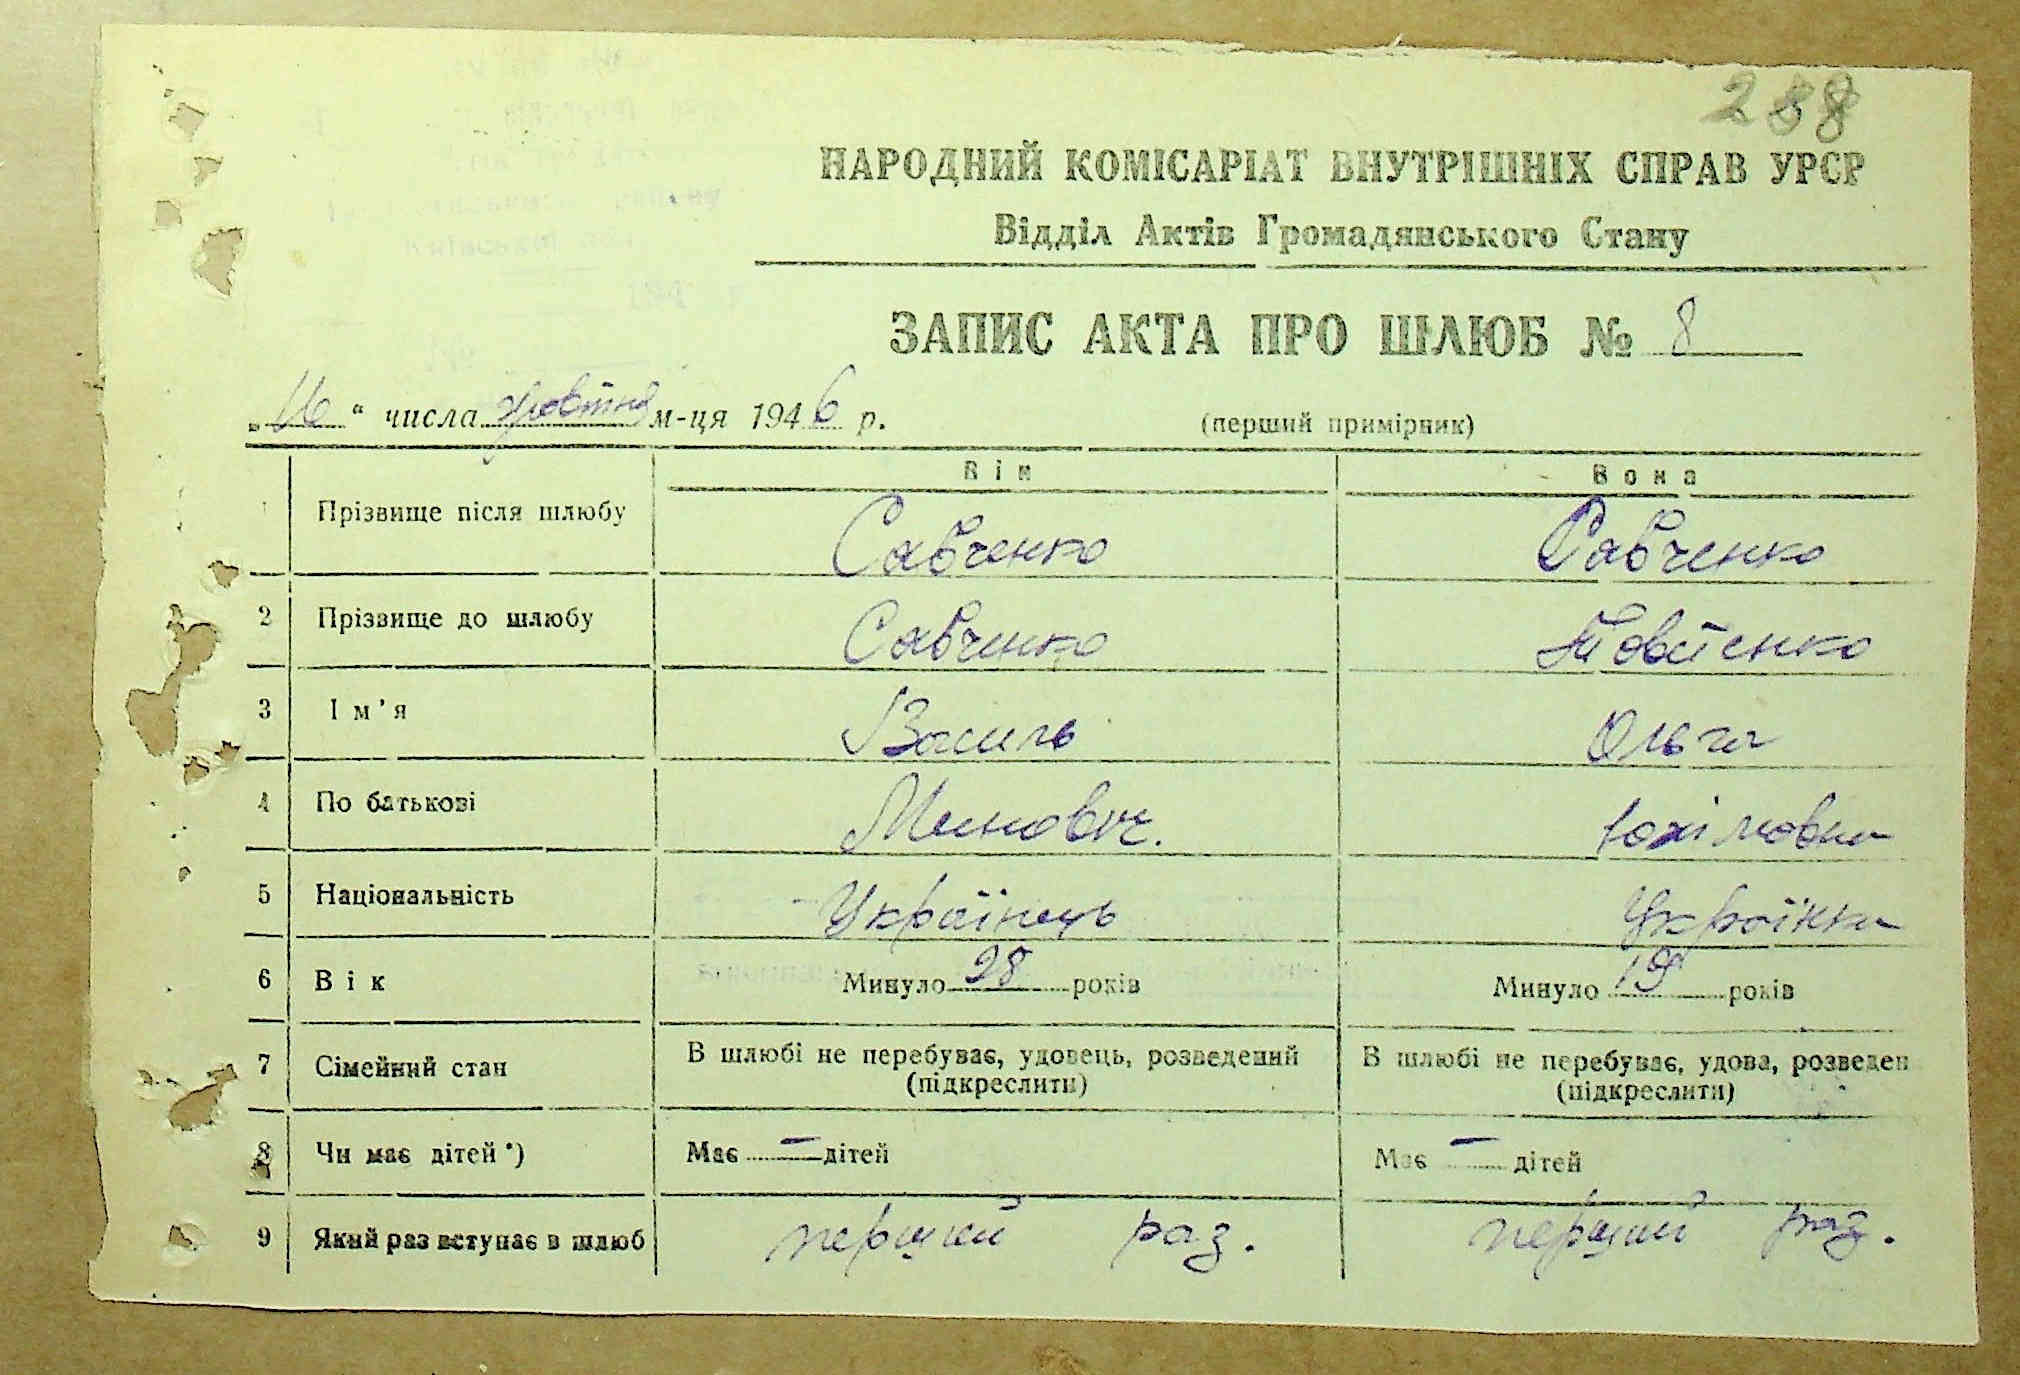 288
НАРОДНИЙ КОМІСАРІАТ ВНУТРІШНІХ СПРАВ УРСР
Відділ Актів Громадянського Стану
ЗАПИС АКТА ПРО ШЛЮБ № 8
„16“ числа жовтня м-ця 1946 р.
(перший примірник)
Він Вона
1 Прізвище після шлюбу Савченко Савченко
2 Прізвище до шлюбу Савченко
3 Ім'я Василь Ольга
4 По батькові Минович. Юхімовна
5 Національність Українець Українка
6 Вік Минуло 28 років Минуло 19 років
7 Сімейний стан В шлюбі не перебуває, удовець, розведений В шлюбі не перебуває, удова, розведен
(підкреслити) (підкреслити)
8 Чи має дітей*) Має — дітей Має — дітей
9 Який раз вступає в шлюб перший раз. перший раз.